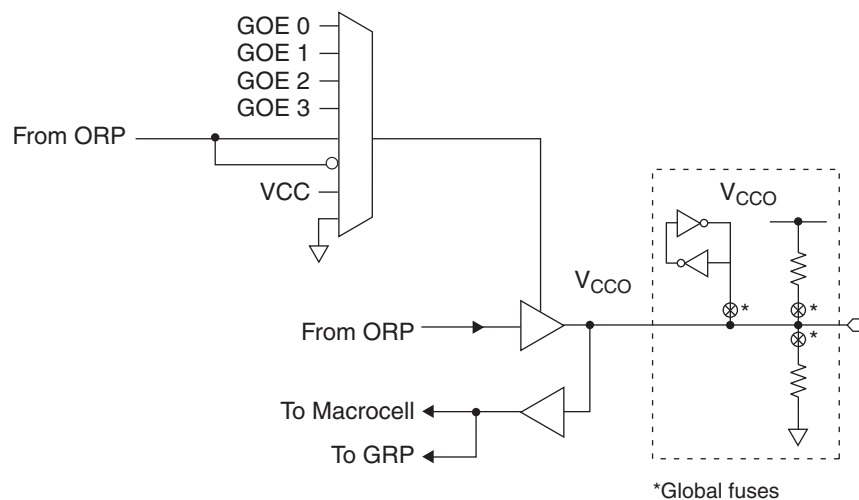 GOE 0
GOE 1
GOE 2
GOE 3
From ORP
VCC
VCCO
VCCO
*
*
*
From ORP
To Macrocell
To GRP
*Global fuses